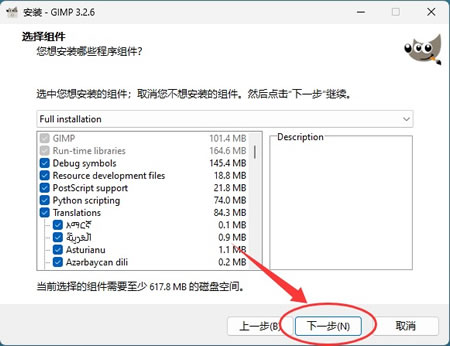 安装 - GIMP 3.2.6
选择组件
您想安装哪些程序组件?
选中您想安装的组件;取消您不想安装的组件。然后点击“下一步”继续。
Full installation
GIMP 101.4 MB
Run-time libraries 164.6 MB
Debug symbols 145.4 MB
Resource development files 18.8 MB
PostScript support 21.8 MB
Python scripting 74.0 MB
Translations 84.3 MB
አማርኛ 0.1 MB
العربية 0.9 MB
Asturianu 1.1 MB
Azərbaycan dili 0.2 MB
Description
当前选择的组件需要至少 617.8 MB 的磁盘空间。
上一步(B) 下一步(N) 取消